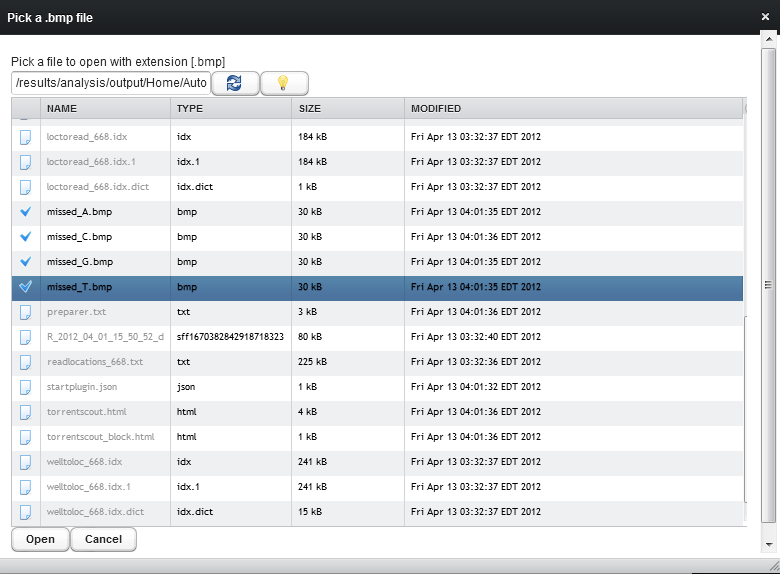 Pick a .bmp file
Pick a file to open with extension [.bmp]
/results/analysis/output/Home/Auto
NAME TYPE SIZE MODIFIED
loctoread_668.idx idx 184 kB Fri Apr 13 03:32:37 EDT 2012
loctoread_668.idx.1 idx.1 184 kB Fri Apr 13 03:32:37 EDT 2012
loctoread_668.idx.dict idx.dict 1 kB Fri Apr 13 03:32:37 EDT 2012
missed_A.bmp bmp 30 kB Fri Apr 13 04:01:35 EDT 2012
missed_C.bmp bmp 30 kB Fri Apr 13 04:01:36 EDT 2012
missed_G.bmp bmp 30 kB Fri Apr 13 04:01:35 EDT 2012
missed_T.bmp bmp 30 kB Fri Apr 13 04:01:35 EDT 2012
preparer.txt txt 3 kB Fri Apr 13 04:01:36 EDT 2012
R_2012_04_01_15_50_52_d sff1670382842918718323 80 kB Fri Apr 13 03:32:40 EDT 2012
readlocations_668.txt txt 225 kB Fri Apr 13 03:32:36 EDT 2012
startplugin.json json 1 kB Fri Apr 13 04:01:32 EDT 2012
torrentscout.html html 4 kB Fri Apr 13 04:01:36 EDT 2012
torrentscout_block.html html 1 kB Fri Apr 13 04:01:36 EDT 2012
welltoloc_668.idx idx 241 kB Fri Apr 13 03:32:37 EDT 2012
welltoloc_668.idx.1 idx.1 241 kB Fri Apr 13 03:32:37 EDT 2012
welltoloc_668.idx.dict idx.dict 15 kB Fri Apr 13 03:32:37 EDT 2012
Open Cancel